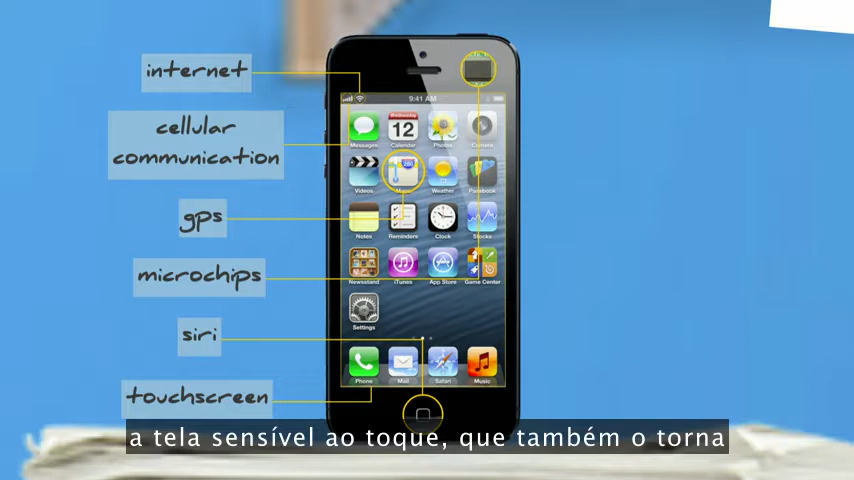 internet
cellular
communication
gps
microchips
siri
touchscreen
9:41 AM
Messages
Wednesday
12
Calendar
Photos
Camera
Videos
280
Maps
Weather
Passbook
Notes
Reminders
Clock
Stocks
Newsstand
iTunes
App Store
Game Center
Settings
Phone
Mail
Safari
Music
a tela sensível ao toque, que também o torna